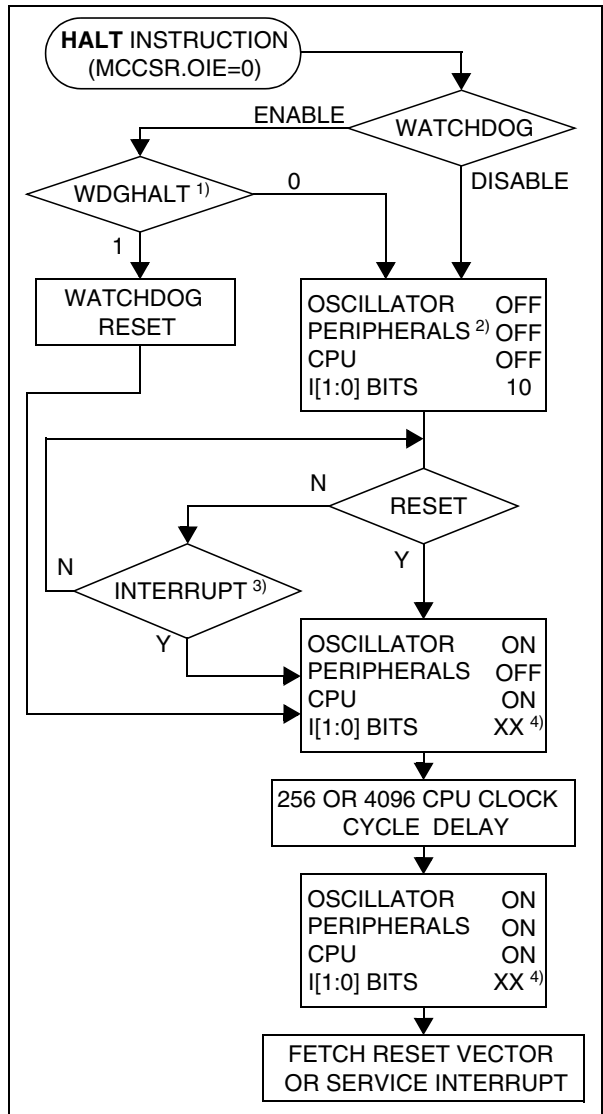 HALT INSTRUCTION
(MCCSR.OIE=0)
ENABLE
WATCHDOG
WDGHALT 1)
0
DISABLE
1
WATCHDOG
RESET
OSCILLATOR OFF
PERIPHERALS 2) OFF
CPU OFF
I[1:0] BITS 10
N
RESET
N
INTERRUPT 3)
Y
Y
OSCILLATOR ON
PERIPHERALS OFF
CPU ON
I[1:0] BITS XX 4)
256 OR 4096 CPU CLOCK
CYCLE DELAY
OSCILLATOR ON
PERIPHERALS ON
CPU ON
I[1:0] BITS XX 4)
FETCH RESET VECTOR
OR SERVICE INTERRUPT